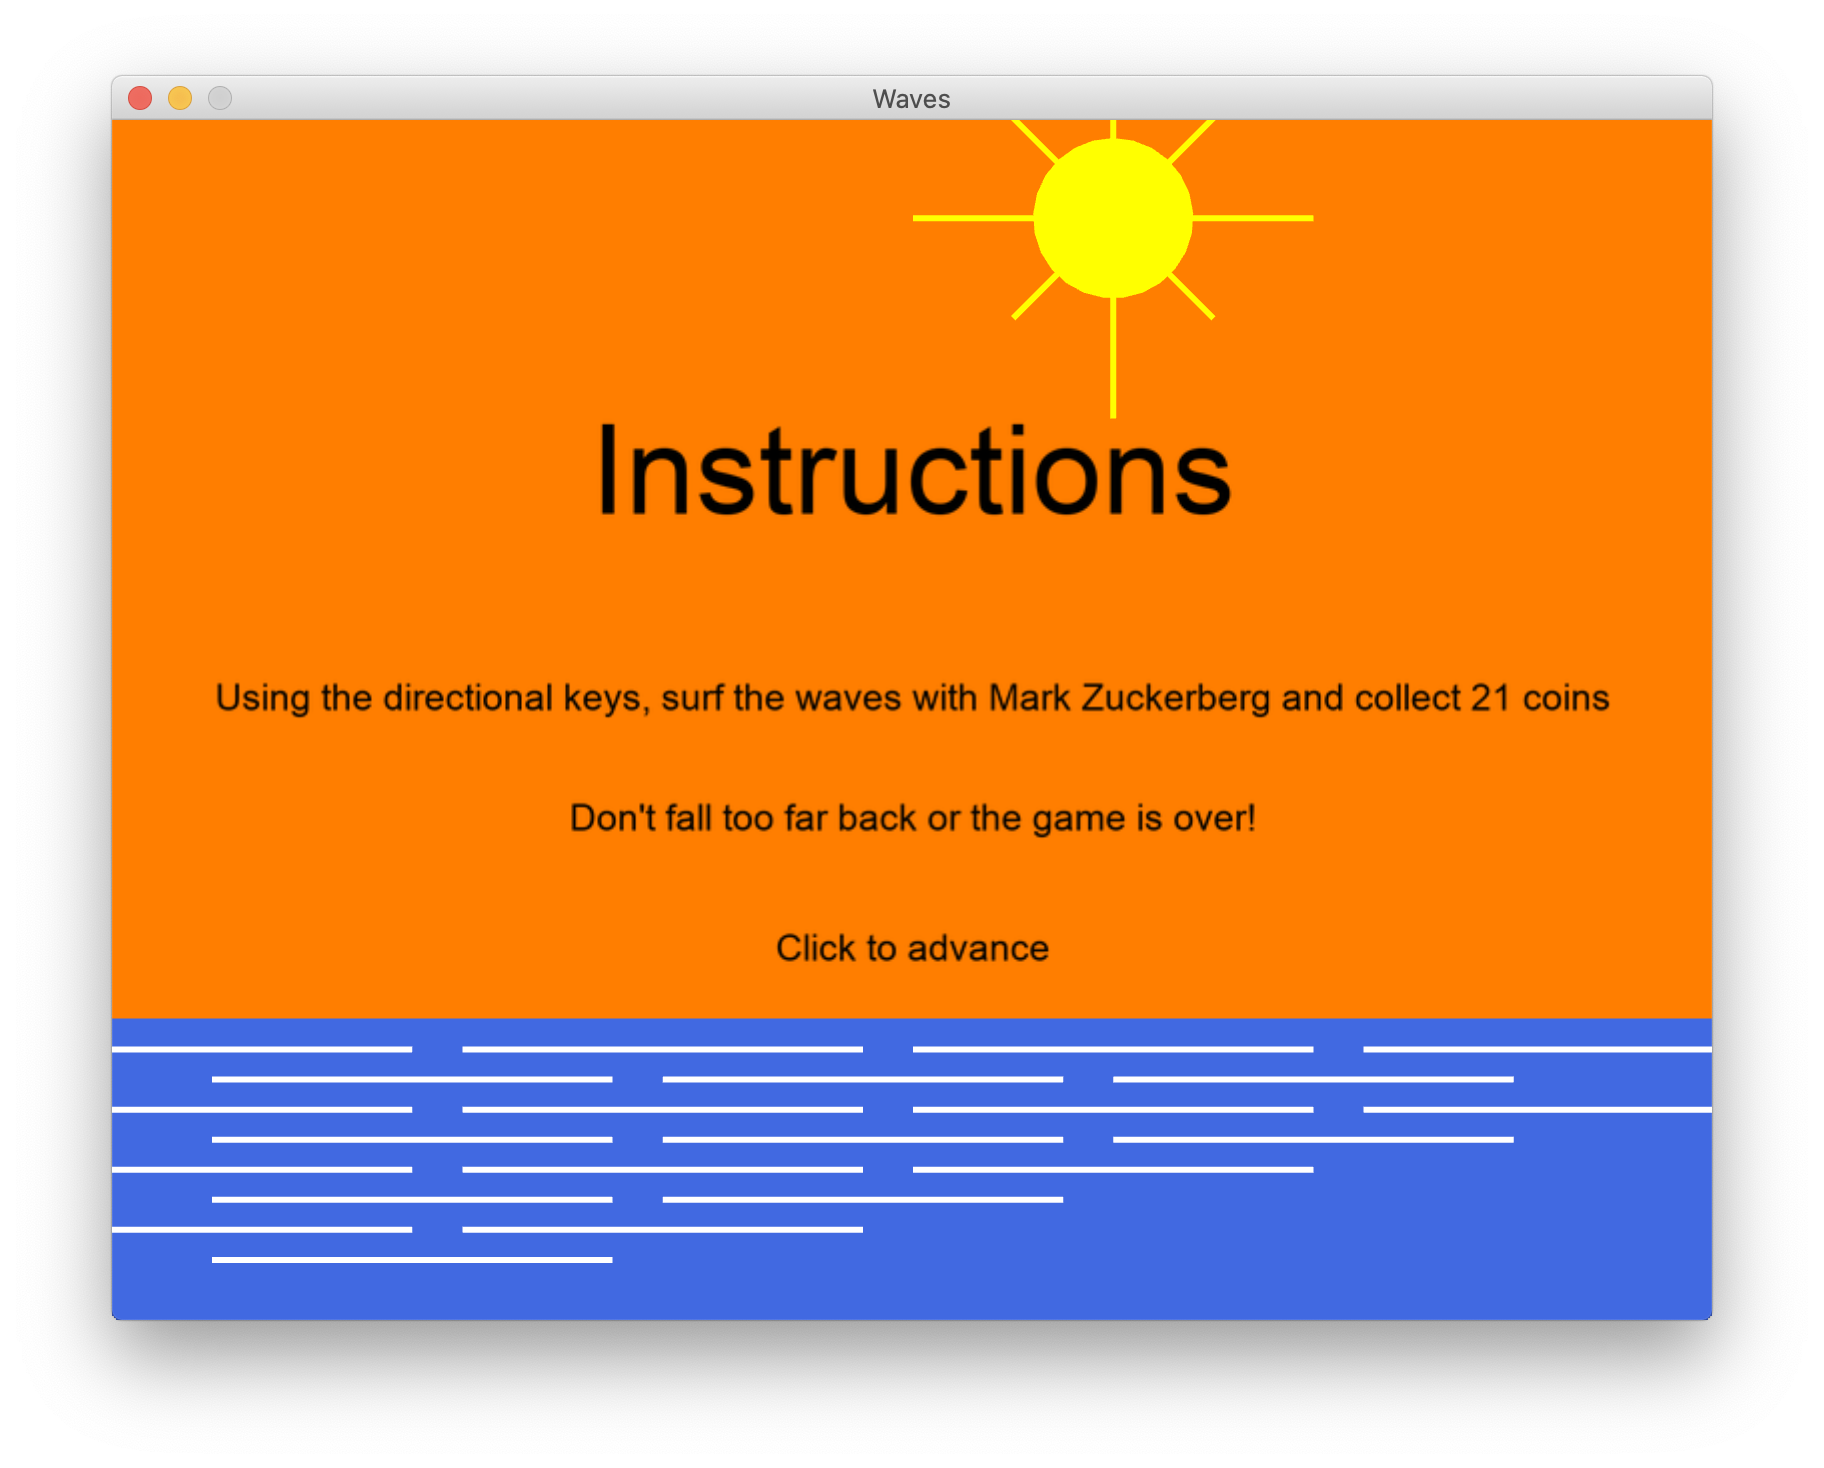 Waves
Instructions
Using the directional keys, surf the waves with Mark Zuckerberg and collect 21 coins
Don't fall too far back or the game is over!
Click to advance